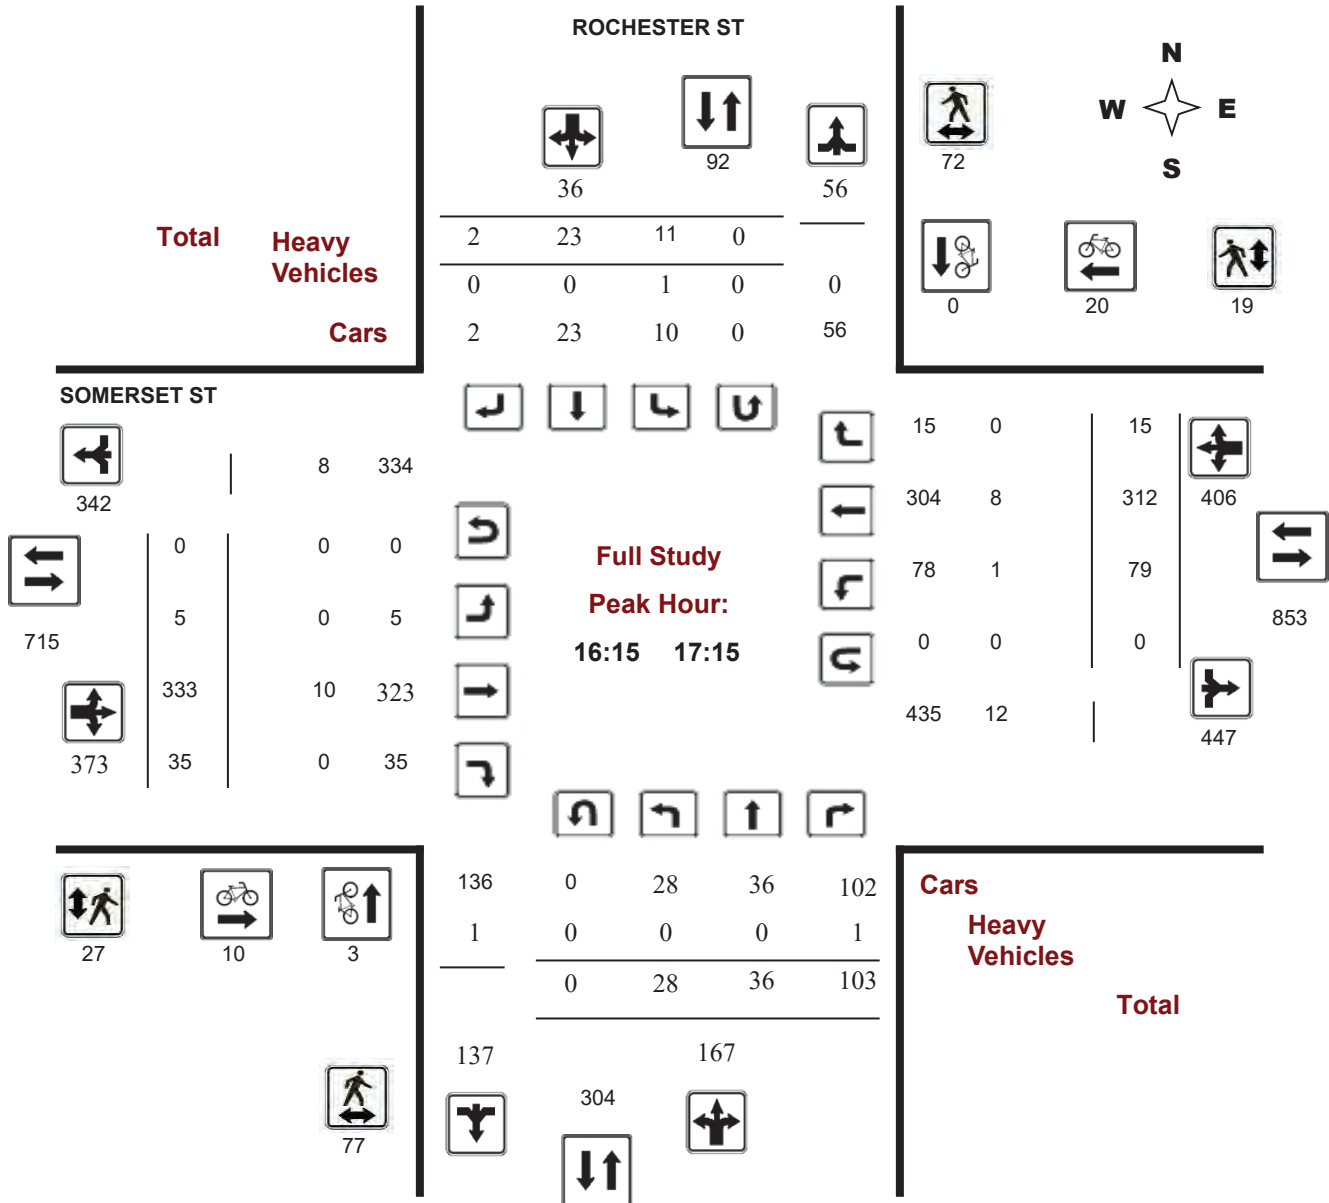 ROCHESTER ST
N
W E
S
92
72
36 56
Total Heavy
Vehicles
2 23 11 0
0 0 1 0 0
0 20 19
Cars 2 23 10 0 56
SOMERSET ST
15 0 15
8 334
342
304 8 312 406
0 0 0
Full Study
78 1 79
Peak Hour:
5 0 5
853
715
16:15 17:15
0 0 0
333 10 323
435 12
447
373 35 0 35
136 0 28 36 102
Cars
1 0 0 0 1
Heavy
Vehicles
27 10 3
0 28 36 103
Total
137 167
304
77